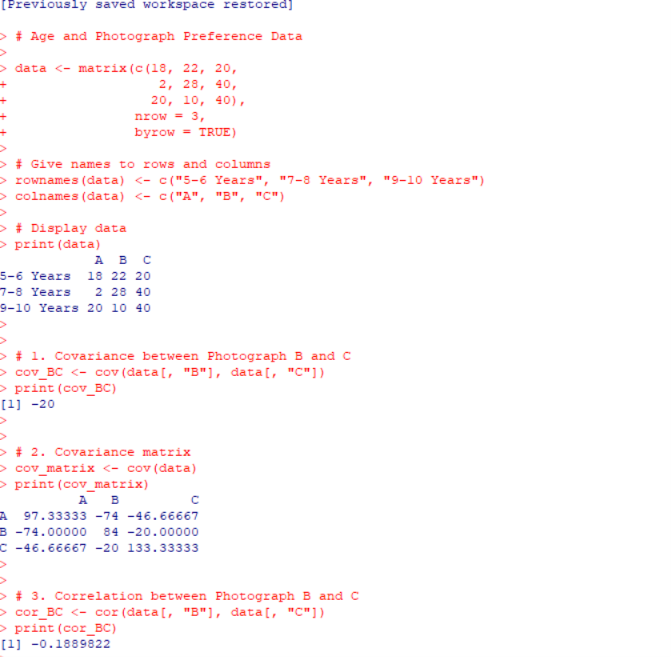 [Previously saved workspace restored]
> # Age and Photograph Preference Data
>
> data <- matrix(c(18, 22, 20,
+                  2, 28, 40,
+                 20, 10, 40),
+               nrow = 3,
+               byrow = TRUE)
>
> # Give names to rows and columns
> rownames(data) <- c("5-6 Years", "7-8 Years", "9-10 Years")
> colnames(data) <- c("A", "B", "C")
>
> # Display data
> print(data)
            A  B  C
5-6 Years  18 22 20
7-8 Years   2 28 40
9-10 Years 20 10 40
>
>
> # 1. Covariance between Photograph B and C
> cov_BC <- cov(data[, "B"], data[, "C"])
> print(cov_BC)
[1] -20
>
>
> # 2. Covariance matrix
> cov_matrix <- cov(data)
> print(cov_matrix)
          A   B         C
A  97.33333 -74 -46.66667
B -74.00000  84 -20.00000
C -46.66667 -20 133.33333
>
>
> # 3. Correlation between Photograph B and C
> cor_BC <- cor(data[, "B"], data[, "C"])
> print(cor_BC)
[1] -0.1889822